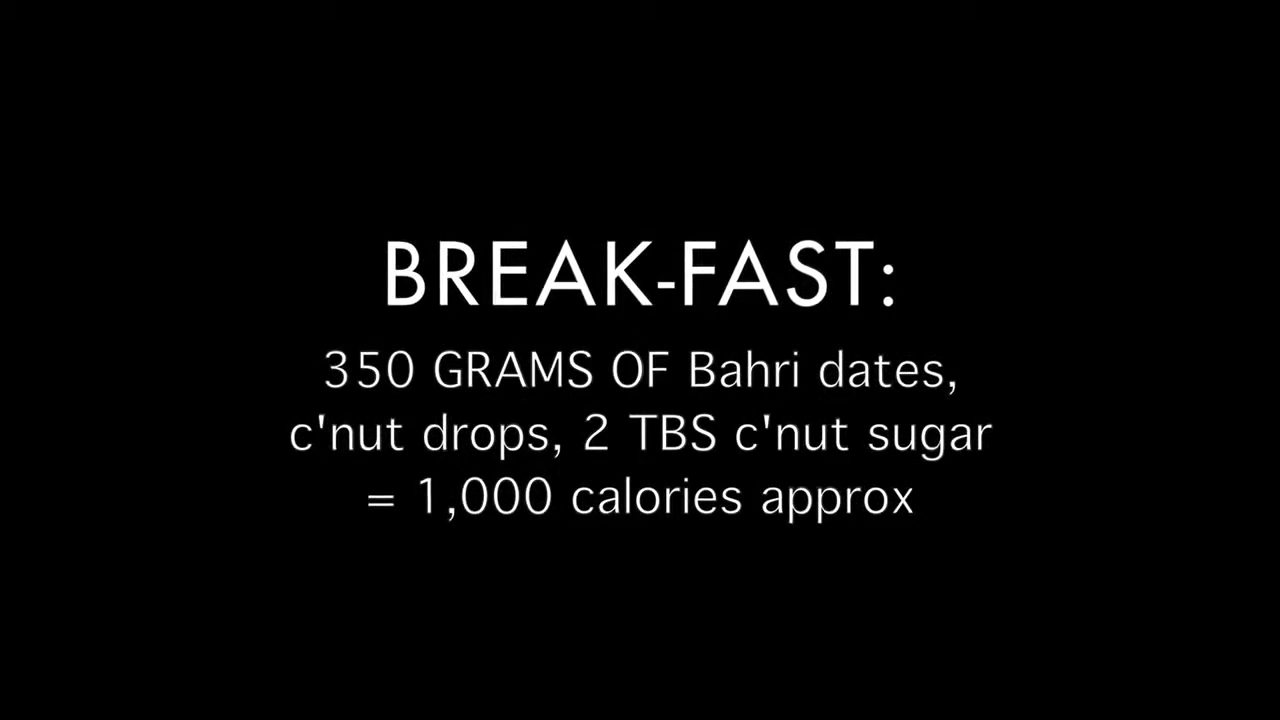 BREAK-FAST:
350 GRAMS OF Bahri dates,
c'nut drops, 2 TBS c'nut sugar
= 1,000 calories approx